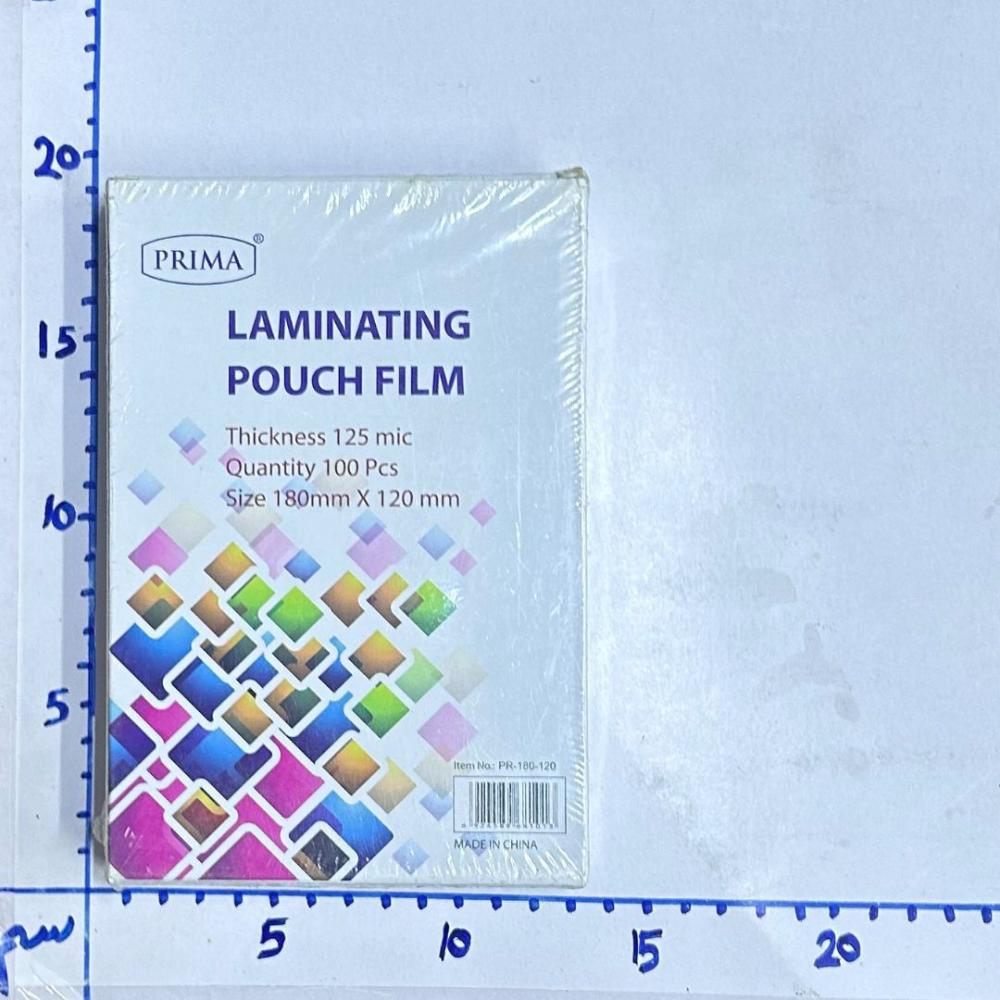 20
PRIMA®
LAMINATING
15
POUCH FILM
Thickness 125 mic
Quantity 100 Pcs
Size 180mm X 120 mm
10
5
Item No.: PR-180-120
MADE IN CHINA
5 10 15 20